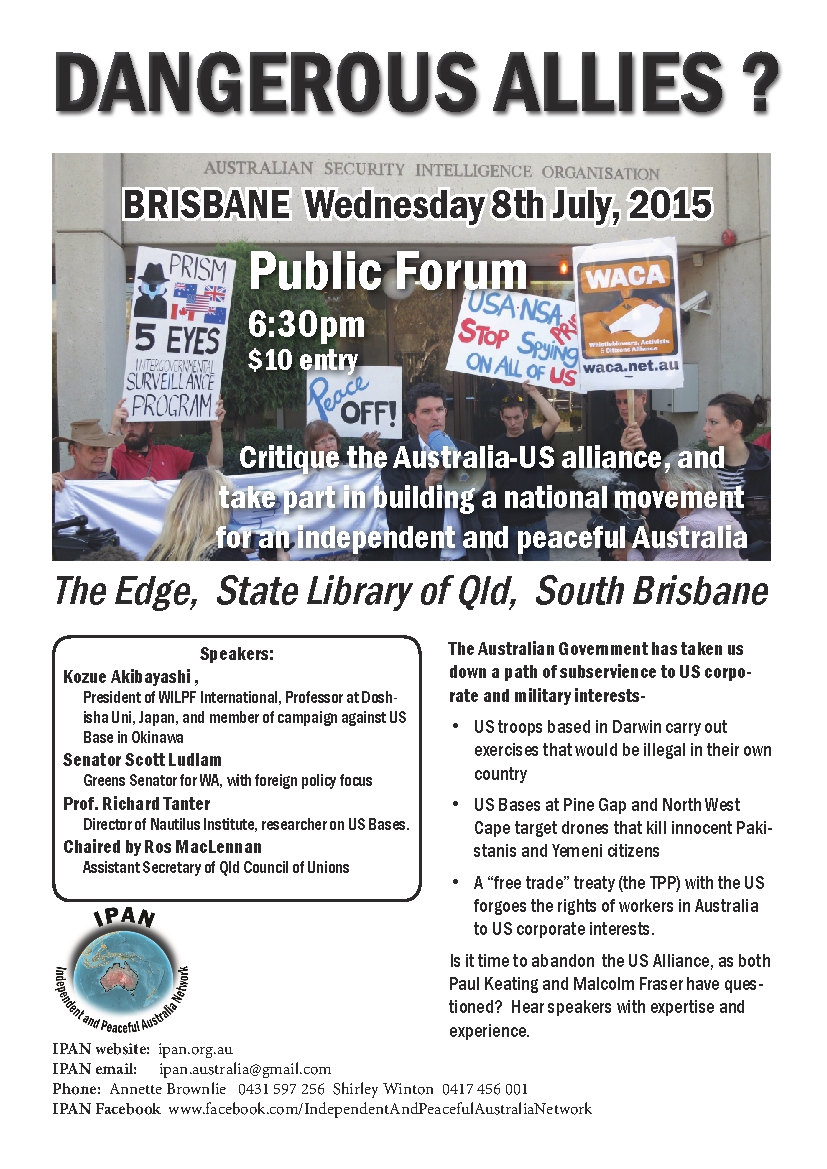 DANGEROUS ALLIES ?
AUSTRALIAN SECURITY INTELLIGENCE ORGANISATION
BRISBANE Wednesday 8th July, 2015
Public Forum
6:30pm
$10 entry
PRISM
5 EYES
INTERGOVERNMENTAL
SURVEILLANCE
PROGRAM
Peace
OFF!
USA·NSA
STOP Spying
ON ALL OF US
WACA
Whistleblowers, Activists
& Citizens Alliance
waca.net.au
Critique the Australia-US alliance, and
take part in building a national movement
for an independent and peaceful Australia
The Edge, State Library of Qld, South Brisbane
Speakers:
Kozue Akibayashi ,
President of WILPF International, Professor at Dosh-
isha Uni, Japan, and member of campaign against US
Base in Okinawa
Senator Scott Ludlam
Greens Senator for WA, with foreign policy focus
Prof. Richard Tanter
Director of Nautilus Institute, researcher on US Bases.
Chaired by Ros MacLennan
Assistant Secretary of Qld Council of Unions
The Australian Government has taken us
down a path of subservience to US corpo-
rate and military interests-
• US troops based in Darwin carry out
exercises that would be illegal in their own
country
• US Bases at Pine Gap and North West
Cape target drones that kill innocent Paki-
stanis and Yemeni citizens
• A “free trade” treaty (the TPP) with the US
forgoes the rights of workers in Australia
to US corporate interests.
Is it time to abandon the US Alliance, as both
Paul Keating and Malcolm Fraser have ques-
tioned? Hear speakers with expertise and
experience.
IPAN
Independent and Peaceful Australia Network
IPAN website: ipan.org.au
IPAN email: ipan.australia@gmail.com
Phone: Annette Brownlie 0431 597 256 Shirley Winton 0417 456 001
IPAN Facebook www.facebook.com/IndependentAndPeacefulAustraliaNetwork